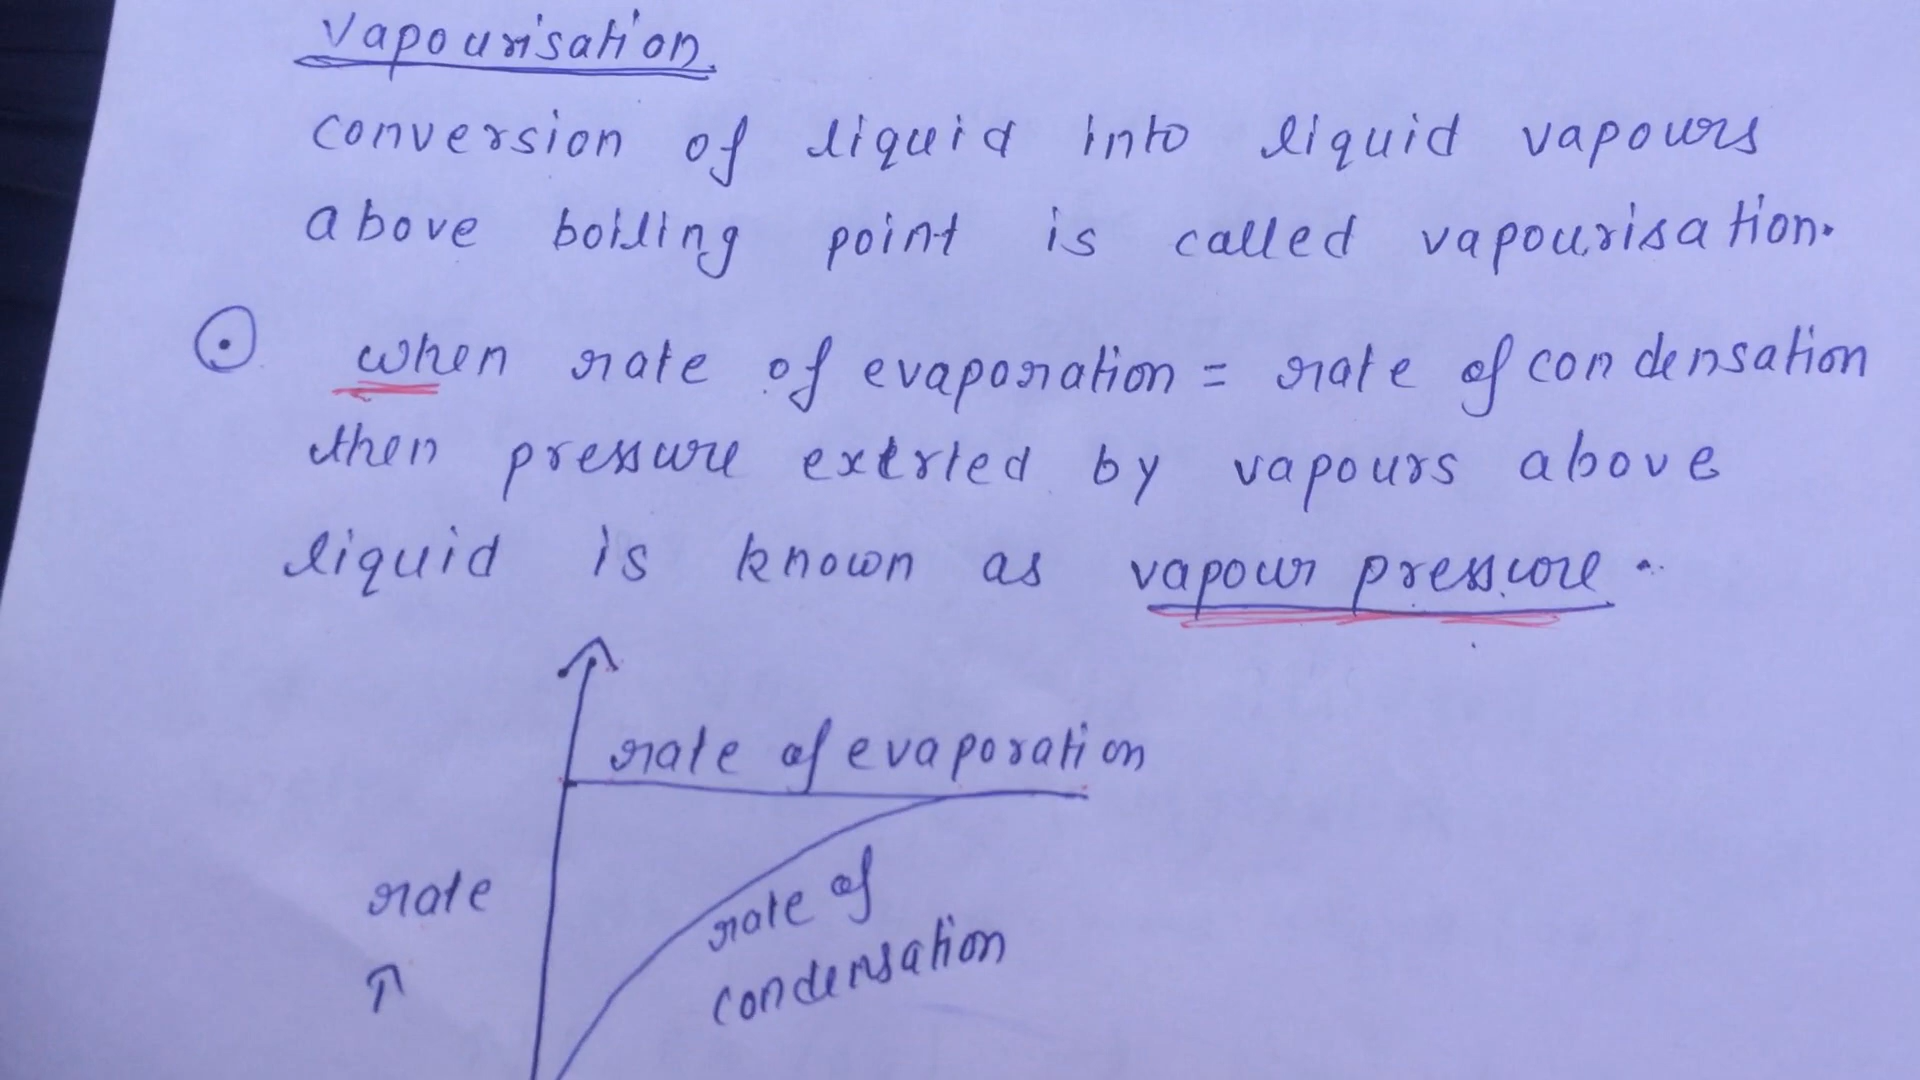 vapourisation
conversion of liquid into liquid vapours
above boiling point is called vapourisation.
when rate of evaporation = rate of condensation
then pressure exerted by vapours above
liquid is known as vapour pressure.
rate of evaporation
rate
rate of
condensation